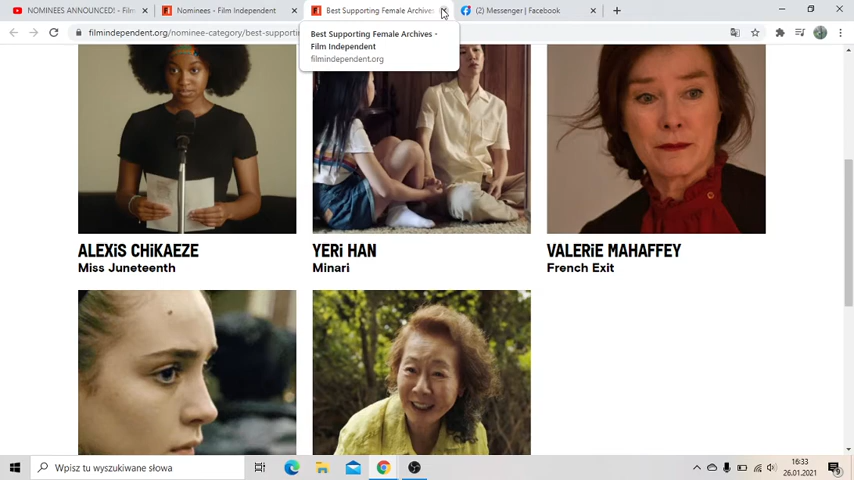 NOMINEES ANNOUNCED! - Film
Nominees - Film Independent
Best Supporting Female Archives
(2) Messenger | Facebook
filmindependent.org/nominee-category/best-supporti
Best Supporting Female Archives -
Film Independent
filmindependent.org
ALEXiS CHiKAEZE
Miss Juneteenth
YERi HAN
Minari
VALERiE MAHAFFEY
French Exit
Wpisz tu wyszukiwane słowa
16:33
26.01.2021